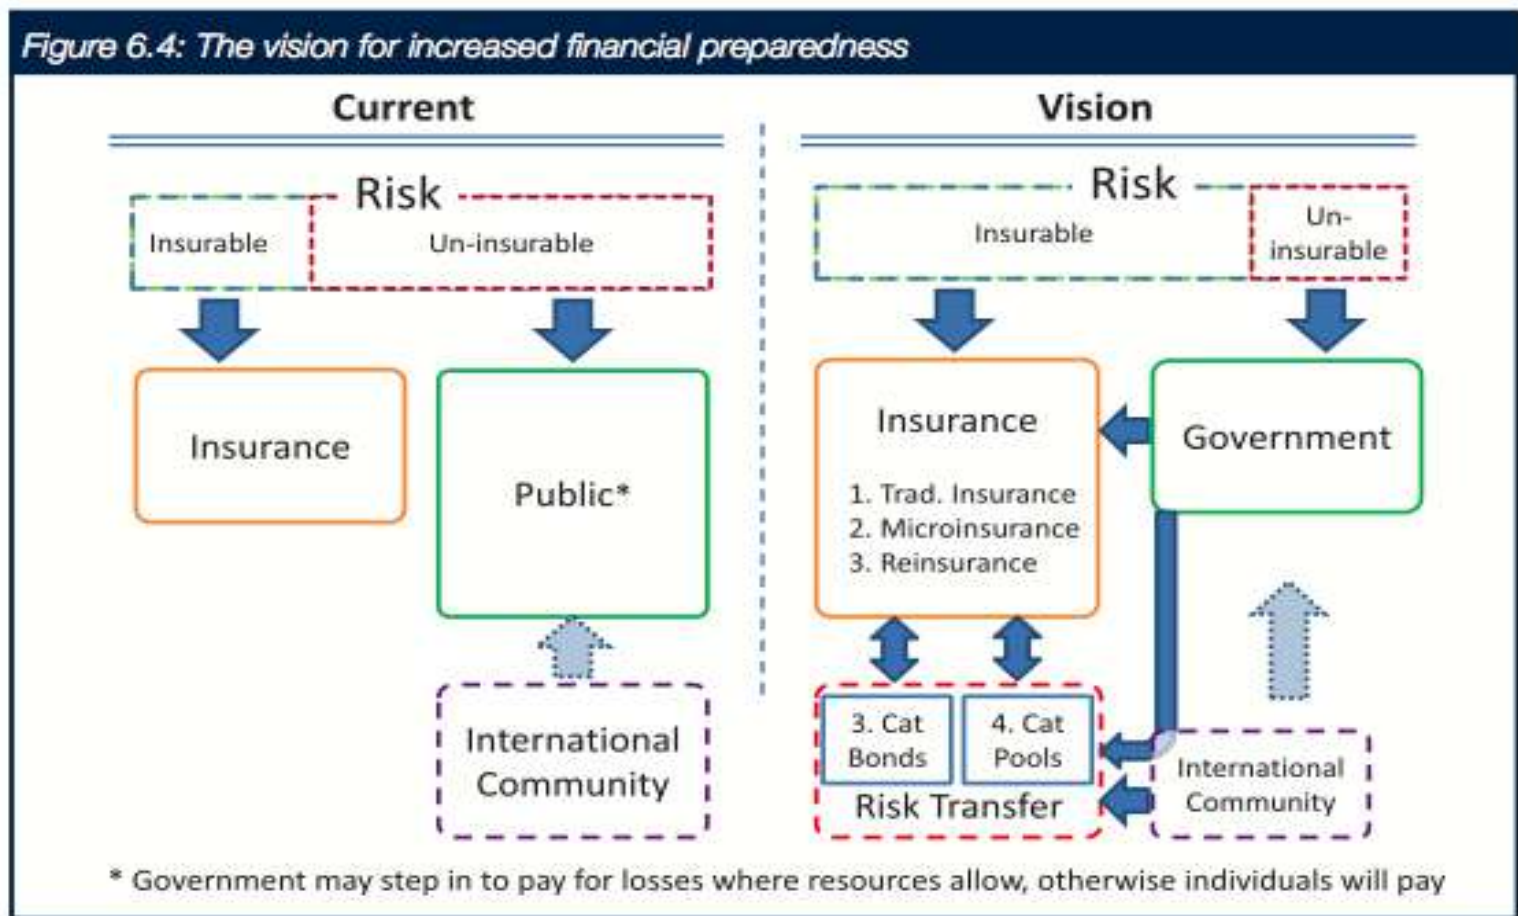 Figure 6.4: The vision for increased financial preparedness
Current
Risk
Insurable
Un-insurable
Insurance
Public*
International
Community
Vision
Risk
Insurable
Un-
insurable
Insurance
1. Trad. Insurance
2. Microinsurance
3. Reinsurance
Government
3. Cat
Bonds
4. Cat
Pools
Risk Transfer
International
Community
* Government may step in to pay for losses where resources allow, otherwise individuals will pay